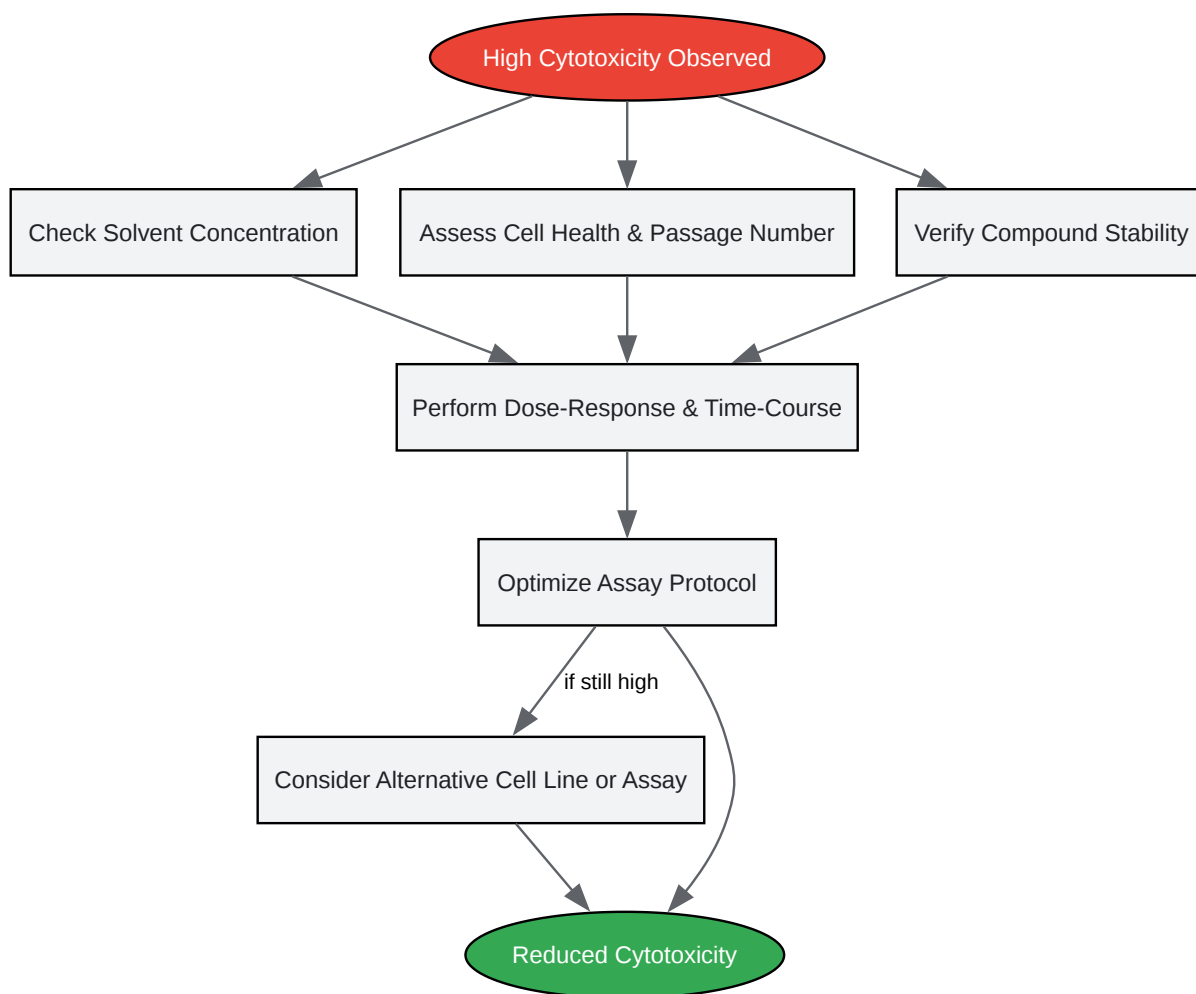 High Cytotoxicity Observed
Check Solvent Concentration
Assess Cell Health & Passage Number
Verify Compound Stability
Perform Dose-Response & Time-Course
Optimize Assay Protocol
if still high
Consider Alternative Cell Line or Assay
Reduced Cytotoxicity